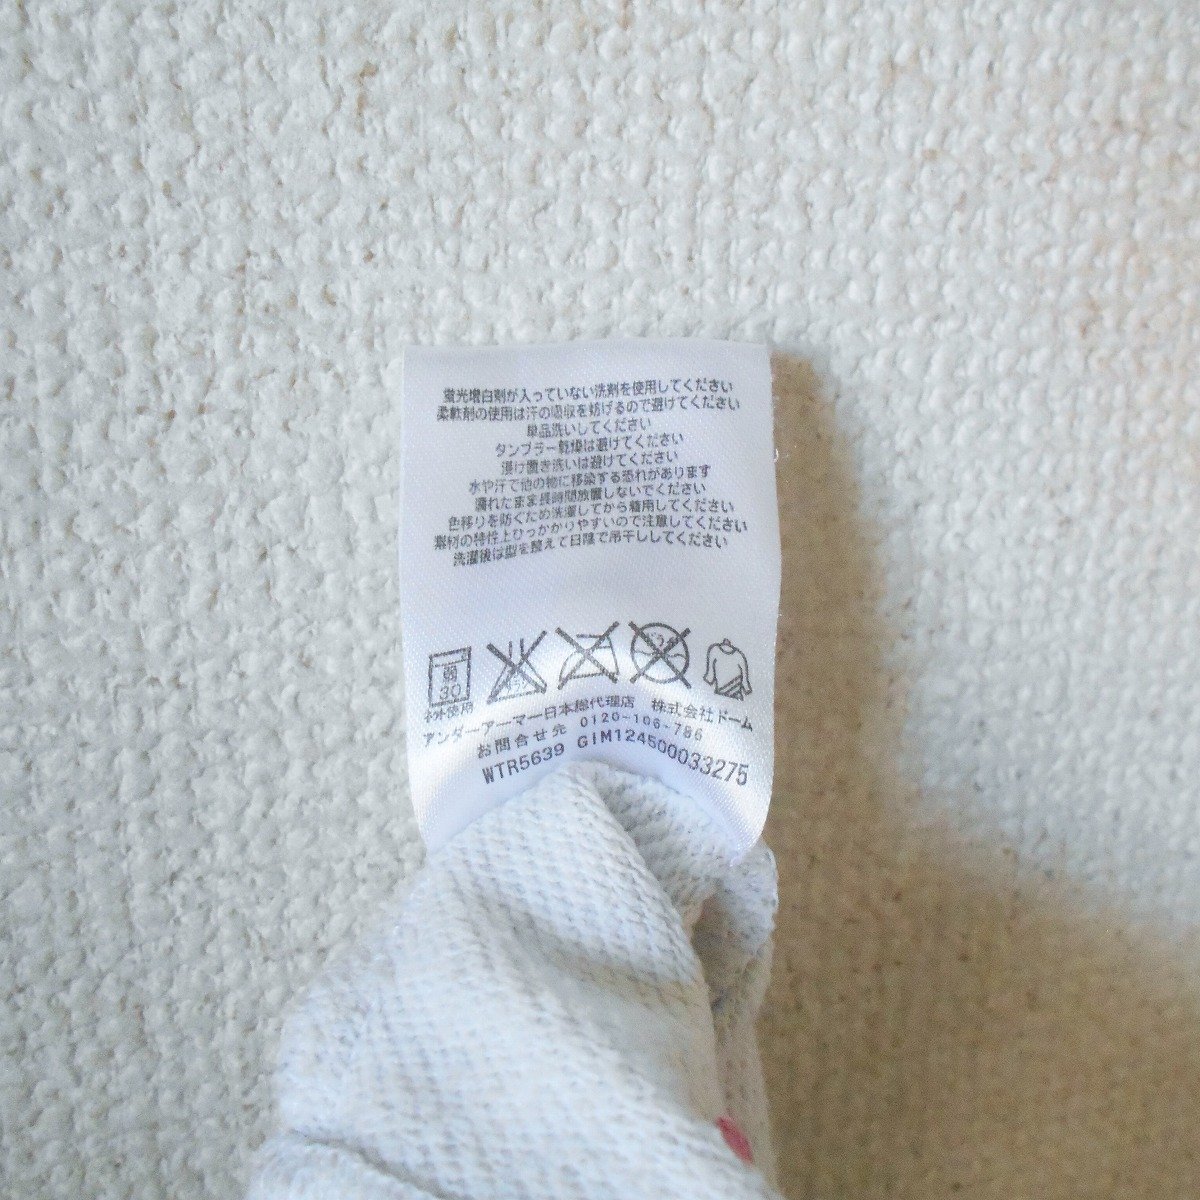 蛍光増白剤が入っていない洗剤を使用してください
柔軟剤の使用は汗の吸収を妨げるので避けてください
単品洗いしてください
タンブラー乾燥は避けてください
漬け置き洗いは避けてください
水や汗で他の物に移染する恐れがあります
濡れたまま長時間放置しないでください
色移りを防ぐため洗濯してから着用してください
素材の特性上ひっかかりやすいので注意してください
洗濯後は型を整えて日陰で吊干ししてください
弱
30
ネット使用
エンソ
サラシ
ドライ
アンダーアーマー日本総代理店 株式会社ドーム
お問合せ先 0120-106-786
WTR5639 GIM124500033275